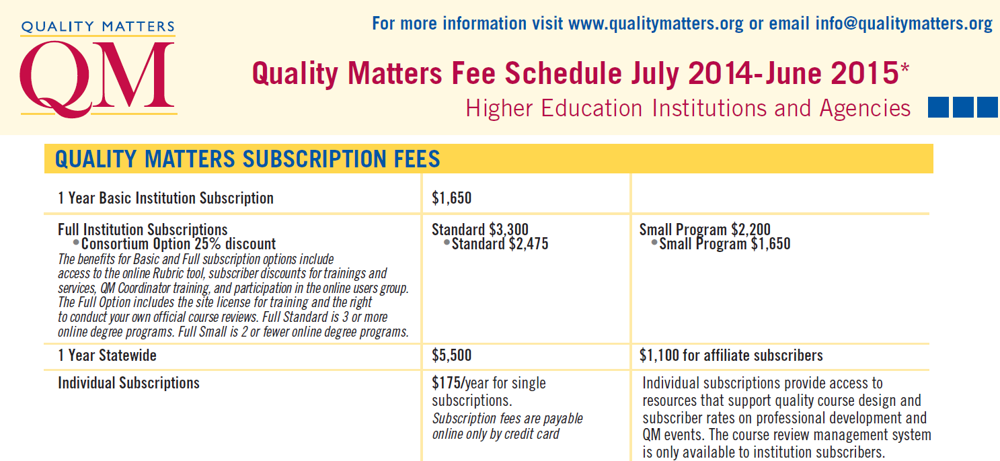 QUALITY MATTERS
QM
For more information visit www.qualitymatters.org or email info@qualitymatters.org
Quality Matters Fee Schedule July 2014-June 2015*
Higher Education Institutions and Agencies
QUALITY MATTERS SUBSCRIPTION FEES
1 Year Basic Institution Subscription
$1,650
Full Institution Subscriptions
•Consortium Option 25% discount
The benefits for Basic and Full subscription options include
access to the online Rubric tool, subscriber discounts for trainings and
services, QM Coordinator training, and participation in the online users group.
The Full Option includes the site license for training and the right
to conduct your own official course reviews. Full Standard is 3 or more
online degree programs. Full Small is 2 or fewer online degree programs.
Standard $3,300
•Standard $2,475
Small Program $2,200
•Small Program $1,650
1 Year Statewide
$5,500
$1,100 for affiliate subscribers
Individual Subscriptions
$175/year for single
subscriptions.
Subscription fees are payable
online only by credit card
Individual subscriptions provide access to
resources that support quality course design and
subscriber rates on professional development and
QM events. The course review management system
is only available to institution subscribers.